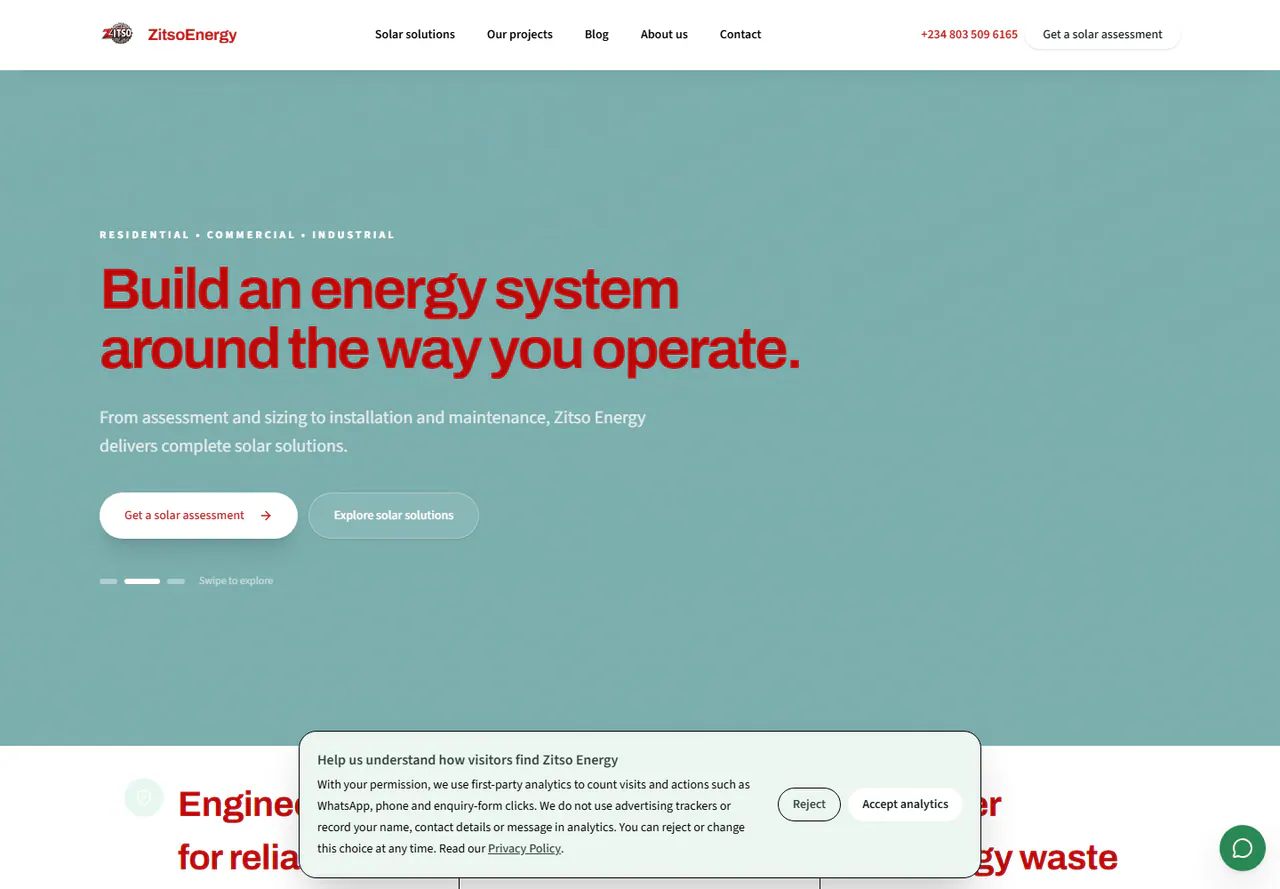 ZITSO
ZitsoEnergy
Solar solutions
Our projects
Blog
About us
Contact
+234 803 509 6165
Get a solar assessment
RESIDENTIAL • COMMERCIAL • INDUSTRIAL
Build an energy system
around the way you operate.
From assessment and sizing to installation and maintenance, Zitso Energy
delivers complete solar solutions.
Get a solar assessment
Explore solar solutions
Swipe to explore
Help us understand how visitors find Zitso Energy
With your permission, we use first-party analytics to count visits and actions such as
WhatsApp, phone and enquiry-form clicks. We do not use advertising trackers or
record your name, contact details or message in analytics. You can reject or change
this choice at any time. Read our Privacy Policy.
Reject
Accept analytics
for
waste